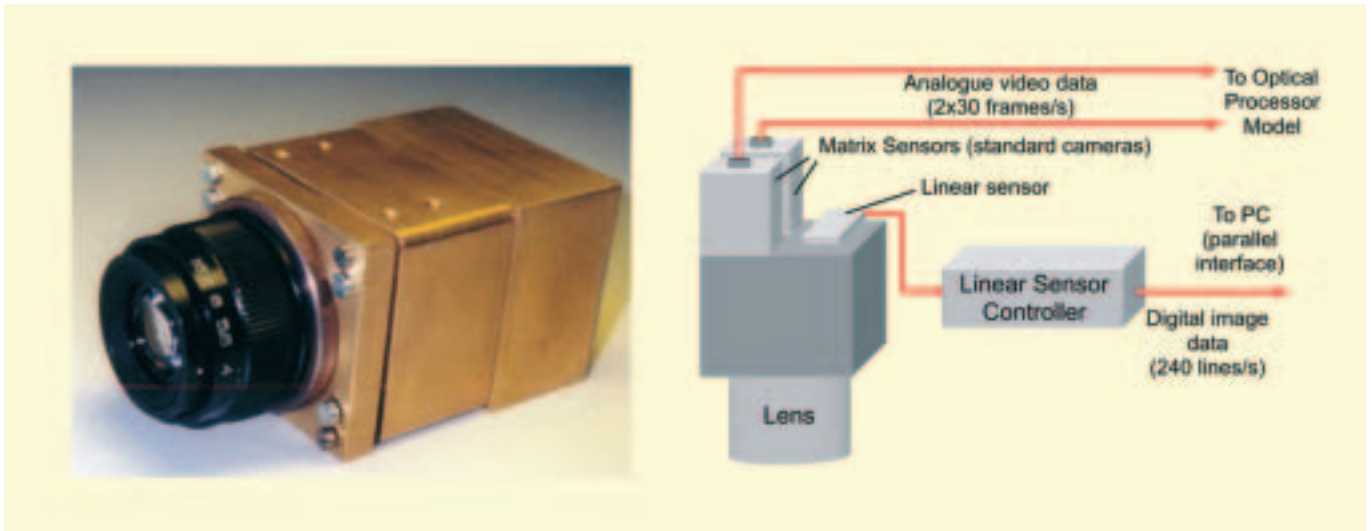 Analogue video data
(2x30 frames/s)
To Optical
Processor
Model
Matrix Sensors (standard cameras)
Linear sensor
To PC
(parallel
interface)
Linear Sensor
Controller
Digital image
data
(240 lines/s)
Lens